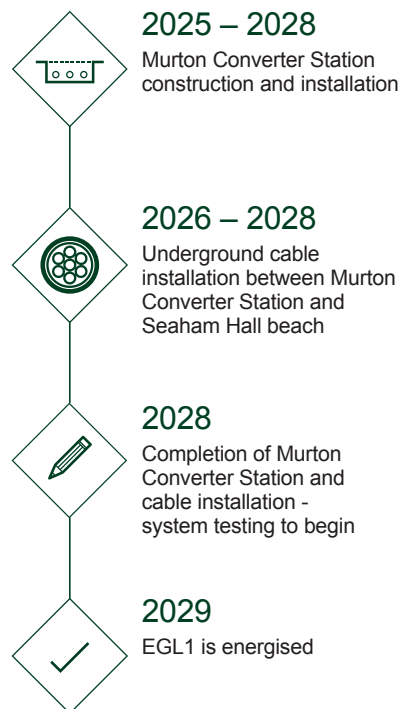 2025 – 2028
Murton Converter Station
construction and installation
2026 – 2028
Underground cable
installation between Murton
Converter Station and
Seaham Hall beach
2028
Completion of Murton
Converter Station and
cable installation -
system testing to begin
2029
EGL1 is energised